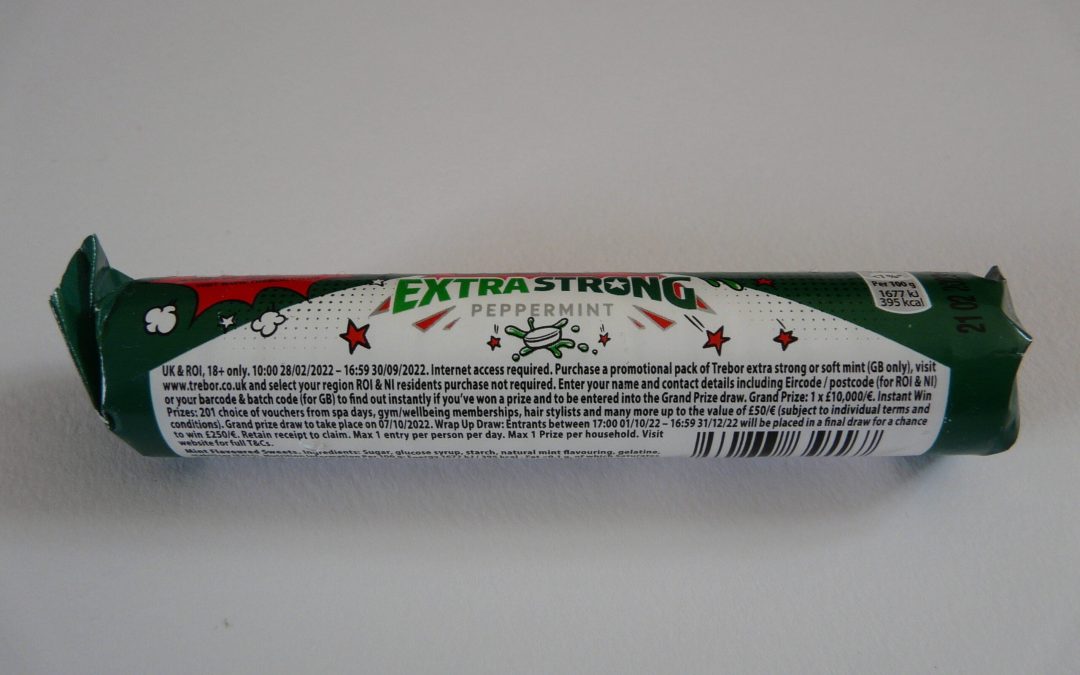 EXTRA STRONG
PEPPERMINT
Per 100 g
1677 kJ
395 kcal
21 02
UK & ROI, 18+ only. 10:00 28/02/2022 – 16:59 30/09/2022. Internet access required. Purchase a promotional pack of Trebor extra strong or soft mint (GB only), visit
www.trebor.co.uk and select your region ROI & NI residents purchase not required. Enter your name and contact details including Eircode / postcode (for ROI & NI)
or your barcode & batch code (for GB) to find out instantly if you've won a prize and to be entered into the Grand Prize draw. Grand Prize: 1 x £10,000/€. Instant Win
Prizes: 201 choice of vouchers from spa days, gym/wellbeing memberships, hair stylists and many more up to the value of £50/€ (subject to individual terms and
conditions). Grand prize draw to take place on 07/10/2022. Wrap Up Draw: Entrants between 17:00 01/10/22 – 16:59 31/12/22 will be placed in a final draw for a chance
to win £250/€. Retain receipt to claim. Max 1 entry per person per day. Max 1 Prize per household. Visit
website for full T&Cs.
Mint Flavoured Sweets. Ingredients: Sugar, glucose syrup, starch, natural mint flavouring, gelatine.